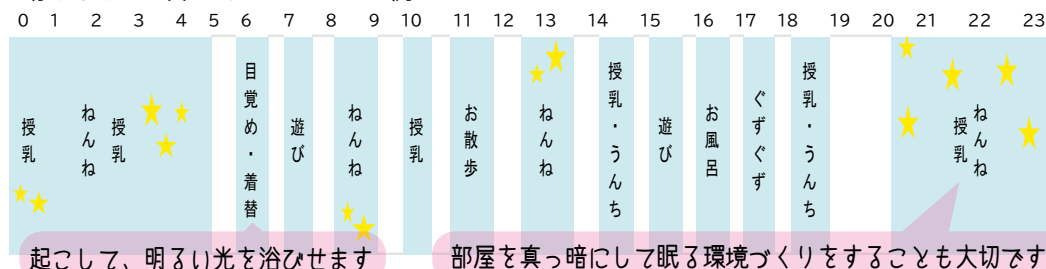 0 1 2 3 4 5 6 7 8 9 10 11 12 13 14 15 16 17 18 19 20 21 22 23
授乳
ねんね
授乳
目覚め・着替
遊び
ねんね
授乳
お散歩
ねんね
授乳・うんち
遊び
お風呂
ぐずぐず
授乳・うんち
授乳
ねんね
起こして、明るい光を浴びせます
部屋を真っ暗にして眠る環境づくりをすることも大切です